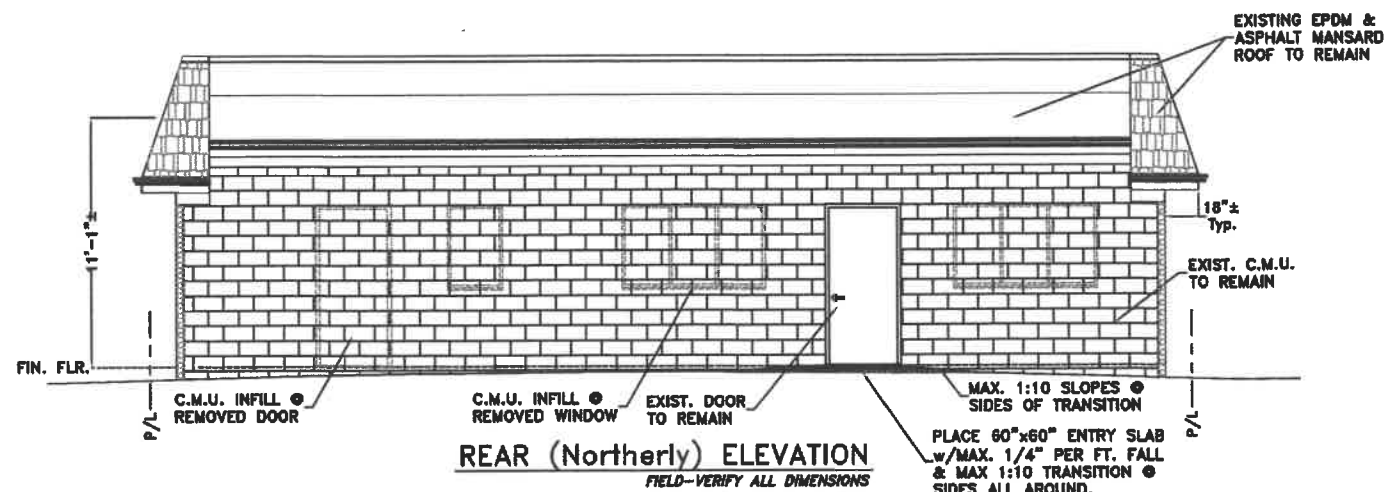 EXISTING EPDM &
ASPHALT MANSARD
ROOF TO REMAIN
11'-1"±
18"±
Typ.
EXIST. C.M.U.
TO REMAIN
FIN. FLR.
P/L
C.M.U. INFILL @
REMOVED DOOR
C.M.U. INFILL @
REMOVED WINDOW
EXIST. DOOR
TO REMAIN
MAX. 1:10 SLOPES @
SIDES OF TRANSITION
P/L
PLACE 60"x60" ENTRY SLAB
w/MAX. 1/4" PER FT. FALL
& MAX 1:10 TRANSITION @
SIDES ALL AROUND.
REAR (Northerly) ELEVATION
FIELD-VERIFY ALL DIMENSIONS